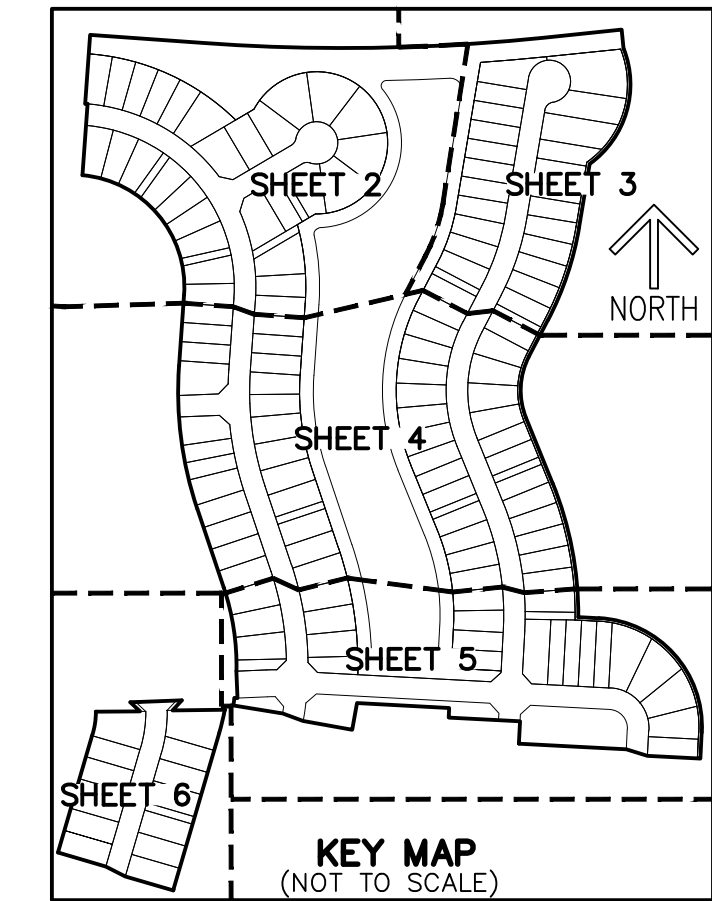 SHEET 2
SHEET 3
NORTH
SHEET 4
SHEET 5
SHEET 6
KEY MAP
(NOT TO SCALE)